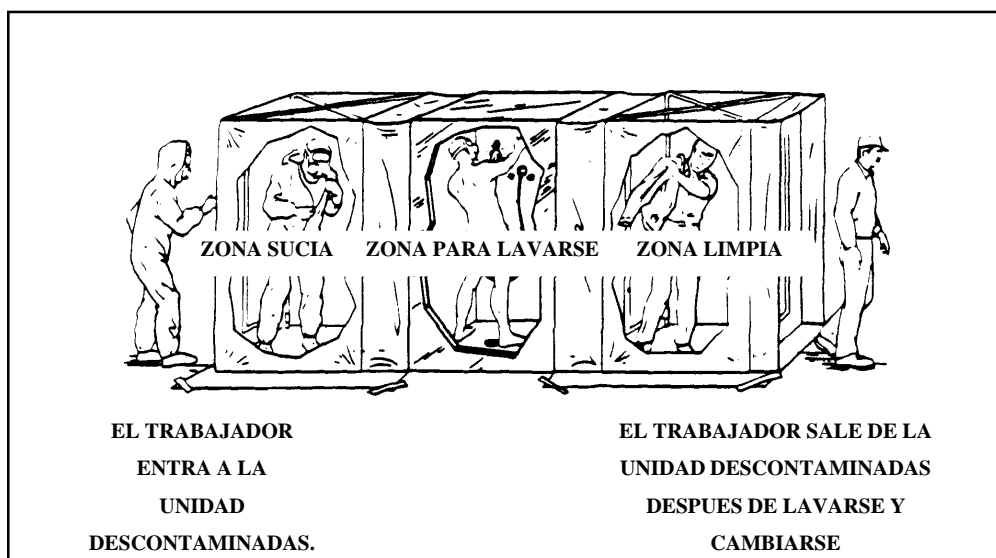 ZONA SUCIA
ZONA PARA LAVARSE
ZONA LIMPIA
EL TRABAJADOR
ENTRA A LA
UNIDAD
DESCONTAMINADAS.
EL TRABAJADOR SALE DE LA
UNIDAD DESCONTAMINADAS
DESPUES DE LAVARSE Y
CAMBIARSE